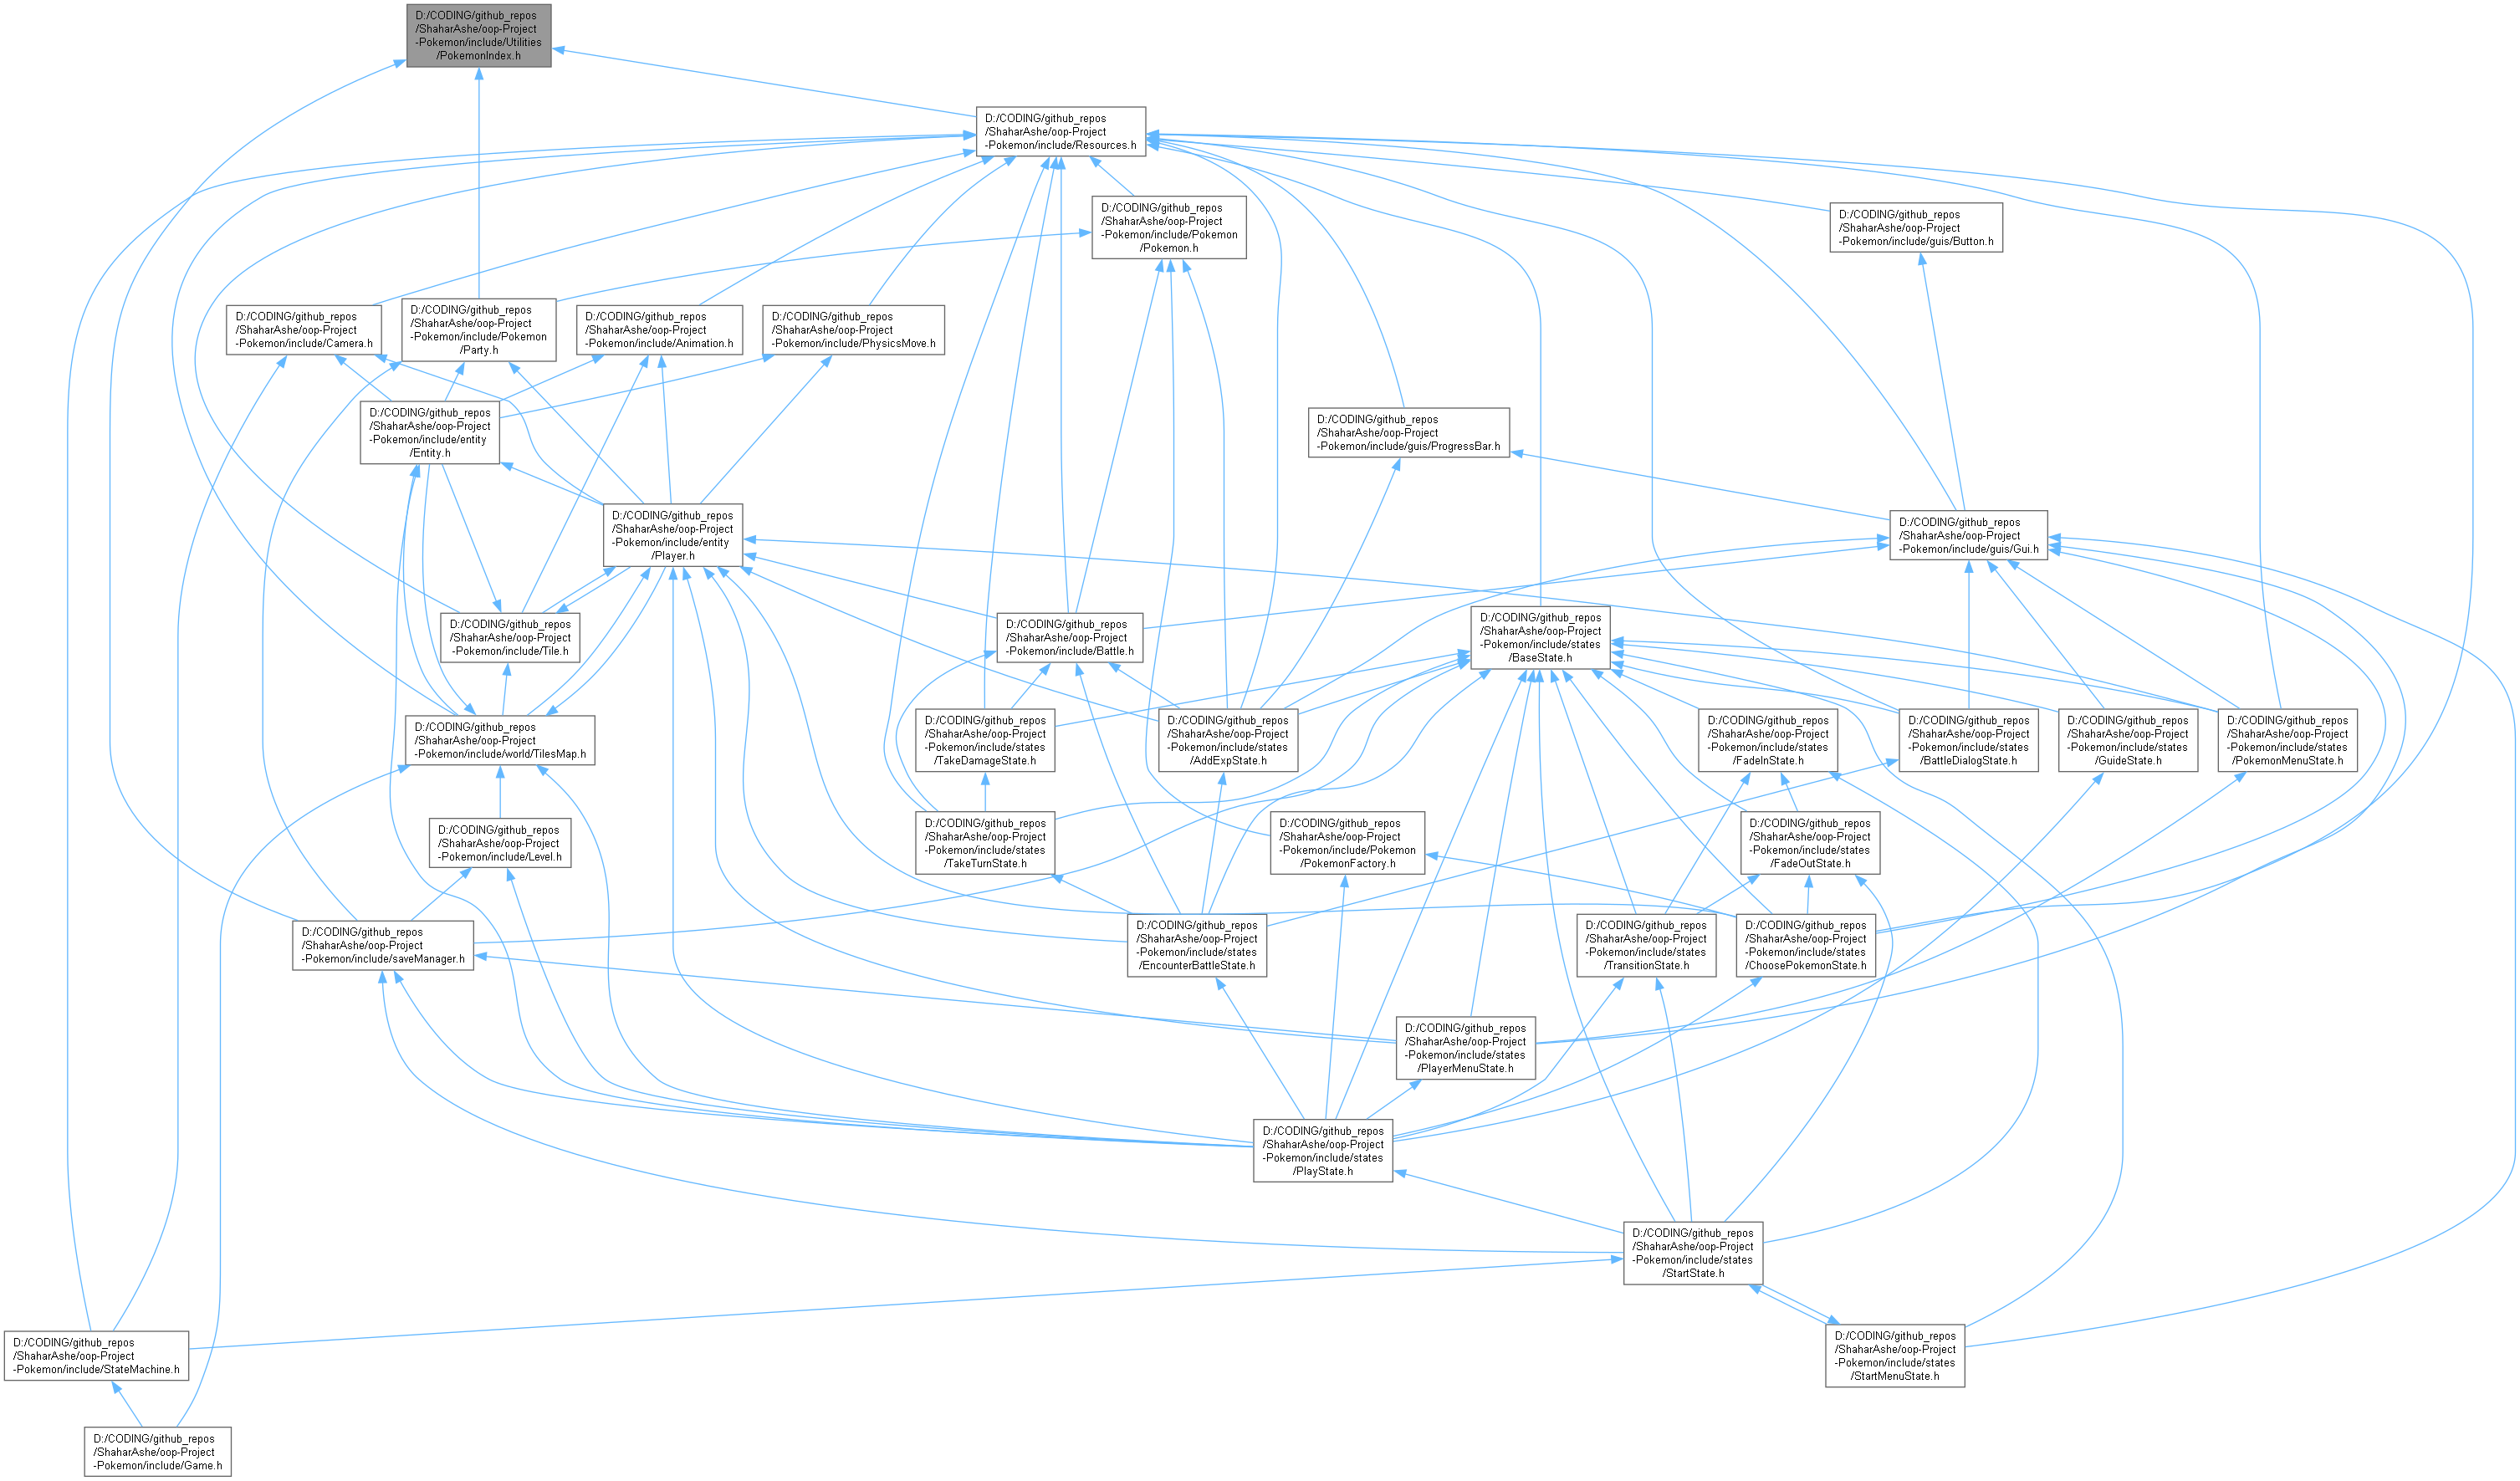 D:/CODING/github_repos
/ShaharAshe/oop-Project
-Pokemon/include/Utilities
/PokemonIndex.h
D:/CODING/github_repos
/ShaharAshe/oop-Project
-Pokemon/include/Resources.h
D:/CODING/github_repos
/ShaharAshe/oop-Project
-Pokemon/include/Pokemon
/Pokemon.h
D:/CODING/github_repos
/ShaharAshe/oop-Project
-Pokemon/include/guis/Button.h
D:/CODING/github_repos
/ShaharAshe/oop-Project
-Pokemon/include/Camera.h
D:/CODING/github_repos
/ShaharAshe/oop-Project
-Pokemon/include/Pokemon
/Party.h
D:/CODING/github_repos
/ShaharAshe/oop-Project
-Pokemon/include/Animation.h
D:/CODING/github_repos
/ShaharAshe/oop-Project
-Pokemon/include/PhysicsMove.h
D:/CODING/github_repos
/ShaharAshe/oop-Project
-Pokemon/include/entity
/Entity.h
D:/CODING/github_repos
/ShaharAshe/oop-Project
-Pokemon/include/guis/ProgressBar.h
D:/CODING/github_repos
/ShaharAshe/oop-Project
-Pokemon/include/entity
/Player.h
D:/CODING/github_repos
/ShaharAshe/oop-Project
-Pokemon/include/guis/Gui.h
D:/CODING/github_repos
/ShaharAshe/oop-Project
-Pokemon/include/Tile.h
D:/CODING/github_repos
/ShaharAshe/oop-Project
-Pokemon/include/Battle.h
D:/CODING/github_repos
/ShaharAshe/oop-Project
-Pokemon/include/states
/BaseState.h
D:/CODING/github_repos
/ShaharAshe/oop-Project
-Pokemon/include/world/TilesMap.h
D:/CODING/github_repos
/ShaharAshe/oop-Project
-Pokemon/include/states
/TakeDamageState.h
D:/CODING/github_repos
/ShaharAshe/oop-Project
-Pokemon/include/states
/AddExpState.h
D:/CODING/github_repos
/ShaharAshe/oop-Project
-Pokemon/include/states
/FadeInState.h
D:/CODING/github_repos
/ShaharAshe/oop-Project
-Pokemon/include/states
/BattleDialogState.h
D:/CODING/github_repos
/ShaharAshe/oop-Project
-Pokemon/include/states
/GuideState.h
D:/CODING/github_repos
/ShaharAshe/oop-Project
-Pokemon/include/states
/PokemonMenuState.h
D:/CODING/github_repos
/ShaharAshe/oop-Project
-Pokemon/include/Level.h
D:/CODING/github_repos
/ShaharAshe/oop-Project
-Pokemon/include/states
/TakeTurnState.h
D:/CODING/github_repos
/ShaharAshe/oop-Project
-Pokemon/include/Pokemon
/PokemonFactory.h
D:/CODING/github_repos
/ShaharAshe/oop-Project
-Pokemon/include/states
/FadeOutState.h
D:/CODING/github_repos
/ShaharAshe/oop-Project
-Pokemon/include/saveManager.h
D:/CODING/github_repos
/ShaharAshe/oop-Project
-Pokemon/include/states
/EncounterBattleState.h
D:/CODING/github_repos
/ShaharAshe/oop-Project
-Pokemon/include/states
/TransitionState.h
D:/CODING/github_repos
/ShaharAshe/oop-Project
-Pokemon/include/states
/ChoosePokemonState.h
D:/CODING/github_repos
/ShaharAshe/oop-Project
-Pokemon/include/states
/PlayerMenuState.h
D:/CODING/github_repos
/ShaharAshe/oop-Project
-Pokemon/include/states
/PlayState.h
D:/CODING/github_repos
/ShaharAshe/oop-Project
-Pokemon/include/states
/StartState.h
D:/CODING/github_repos
/ShaharAshe/oop-Project
-Pokemon/include/StateMachine.h
D:/CODING/github_repos
/ShaharAshe/oop-Project
-Pokemon/include/states
/StartMenuState.h
D:/CODING/github_repos
/ShaharAshe/oop-Project
-Pokemon/include/Game.h